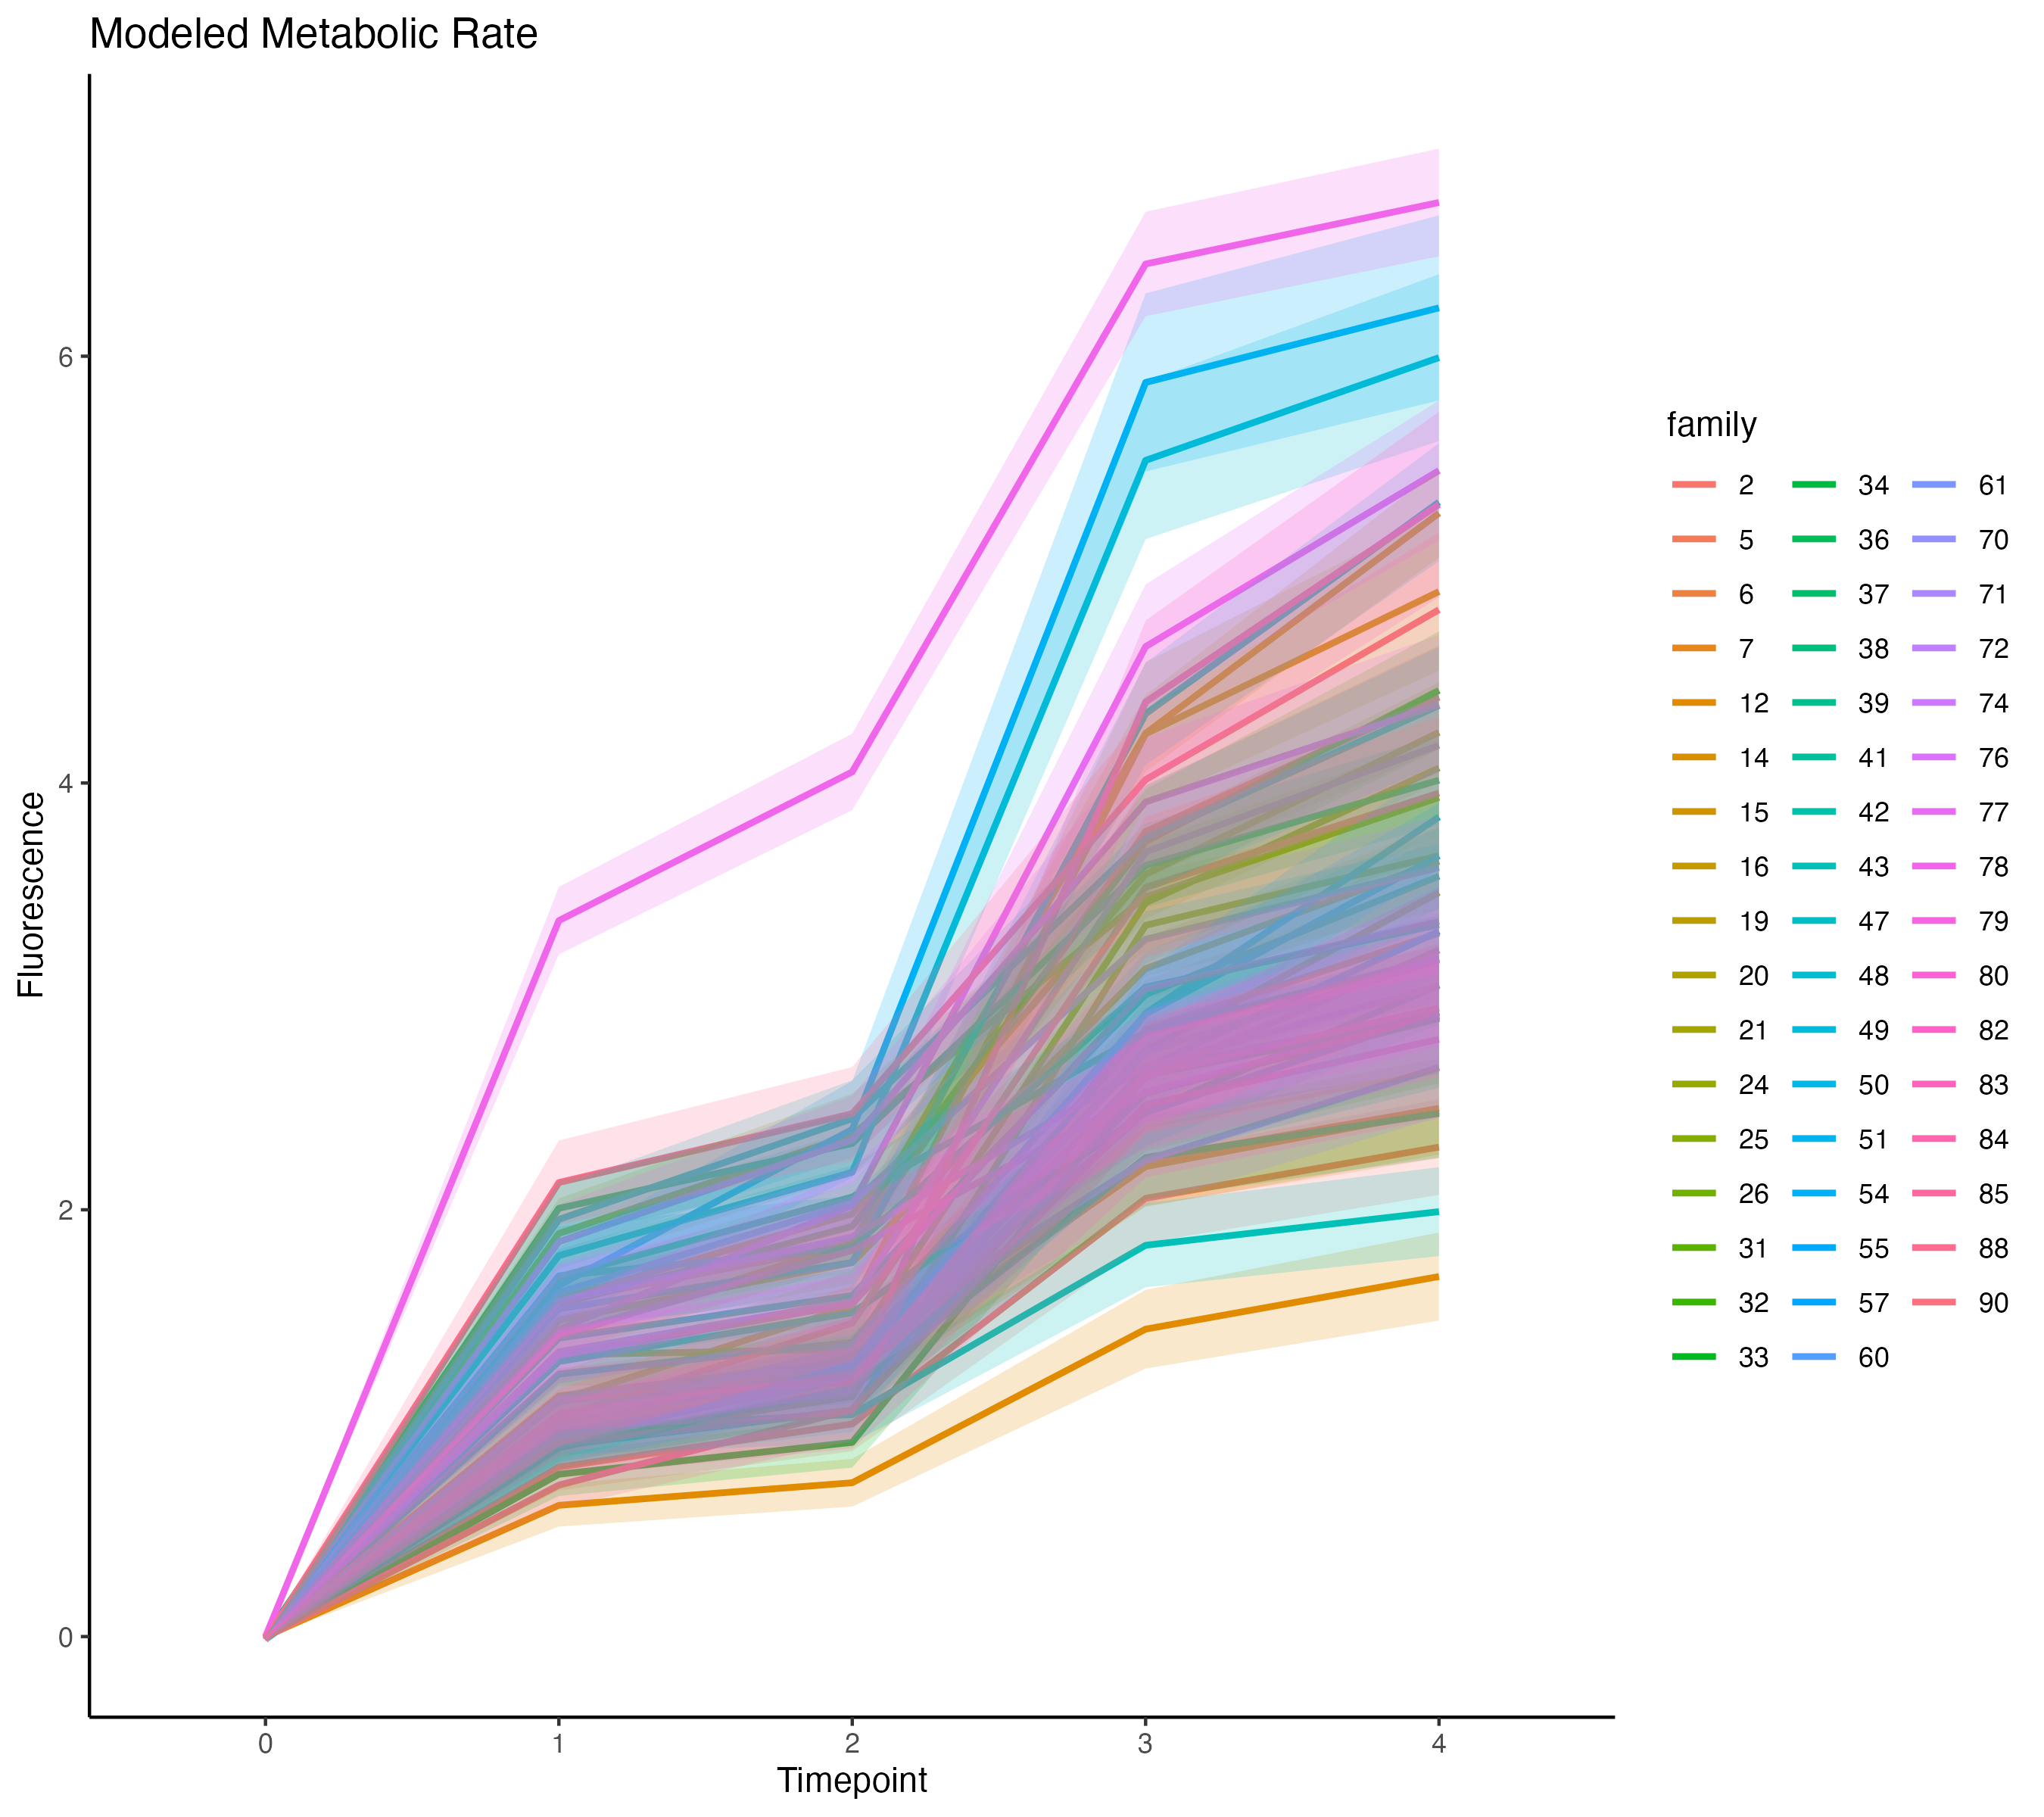 Modeled Metabolic Rate
Fluorescence
6
4
2
0
0 1 2 3 4
Timepoint
family
2 34 61
5 36 70
6 37 71
7 38 72
12 39 74
14 41 76
15 42 77
16 43 78
19 47 79
20 48 80
21 49 82
24 50 83
25 51 84
26 54 85
31 55 88
32 57 90
33 60